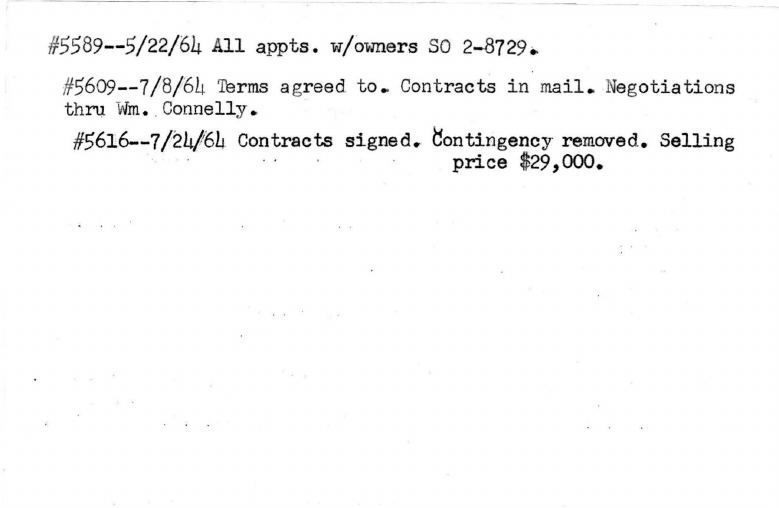 #5589--5/22/64 All appts. w/owners SO 2-8729.
#5609--7/8/64 Terms agreed to. Contracts in mail. Negotiations
thru Wm. Connelly.
#5616--7/24/64 Contracts signed. Contingency removed. Selling
price $29,000.